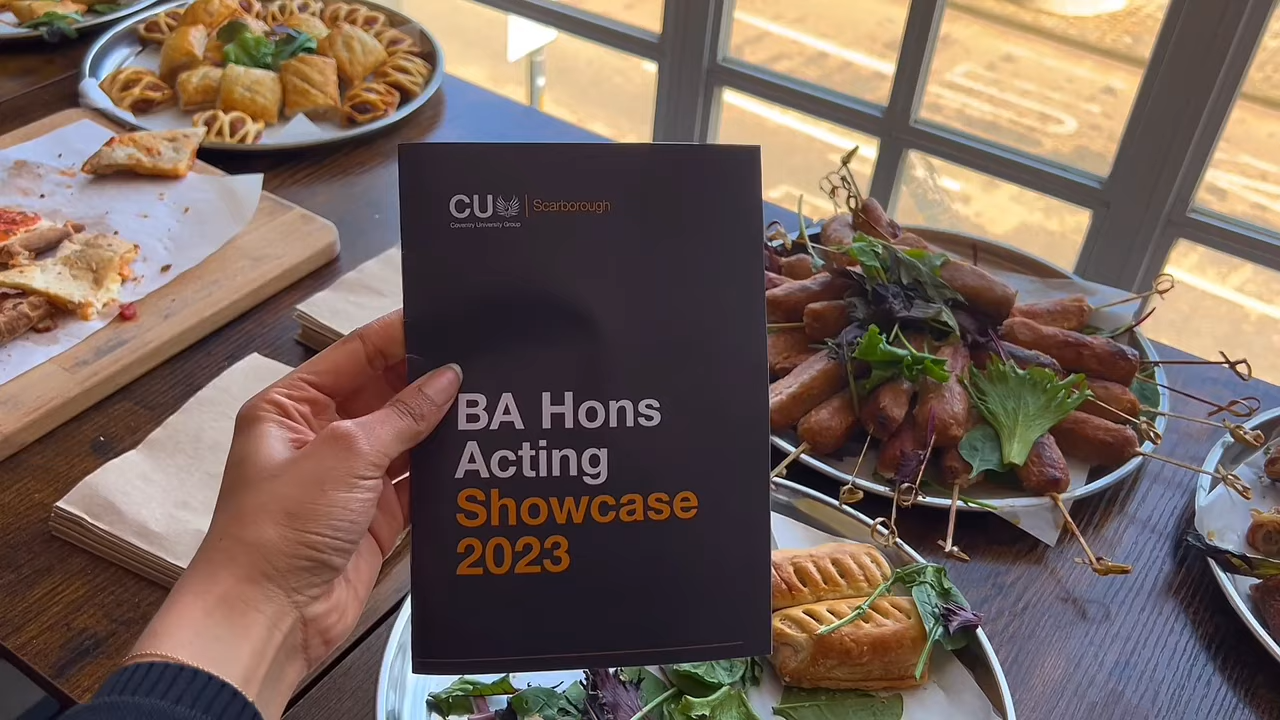 CU | Scarborough
Coventry University Group
BA Hons
Acting
Showcase
2023